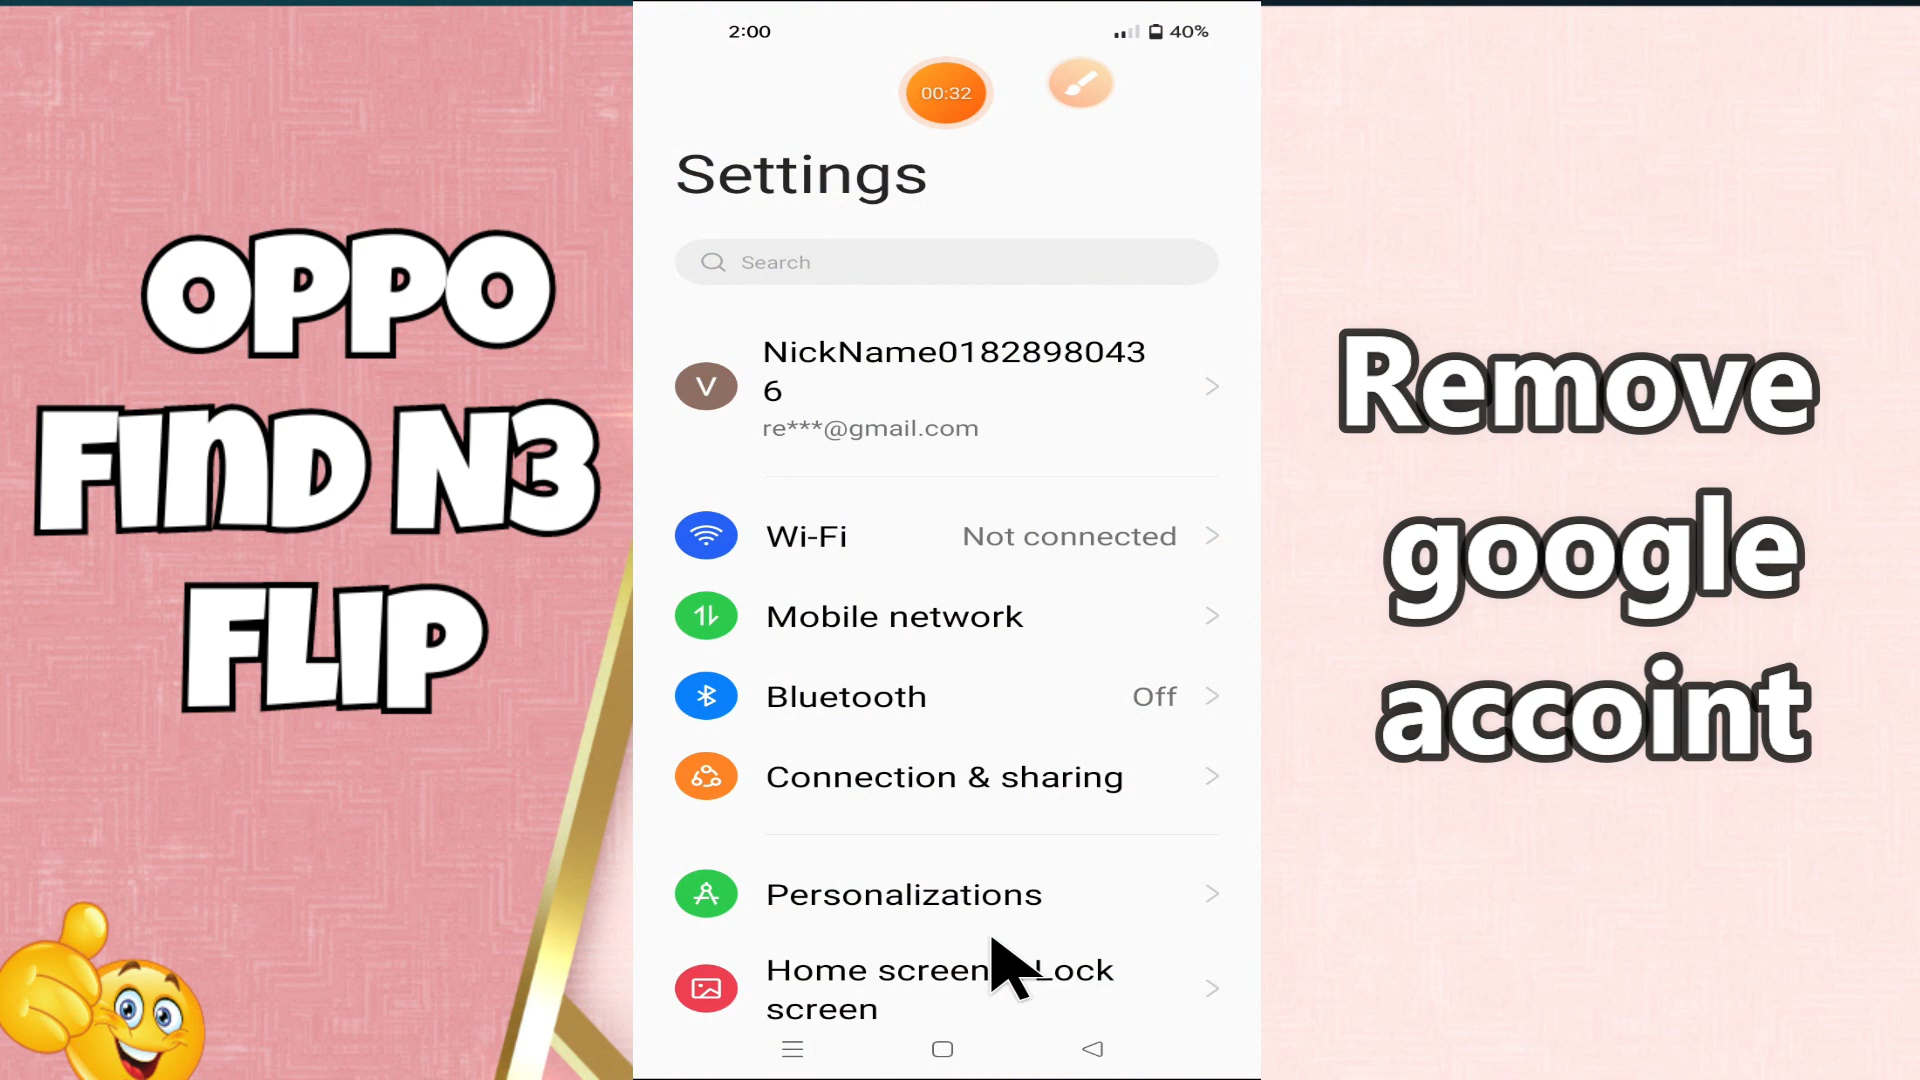 OPPO
FIND N3
FLIP
2:00
40%
00:32
Settings
Search
V
NickName0182898043
6
re***@gmail.com
Wi-Fi
Not connected
Mobile network
Bluetooth
Off
Connection & sharing
Personalizations
Home screen Lock
screen
Remove
google
accoint